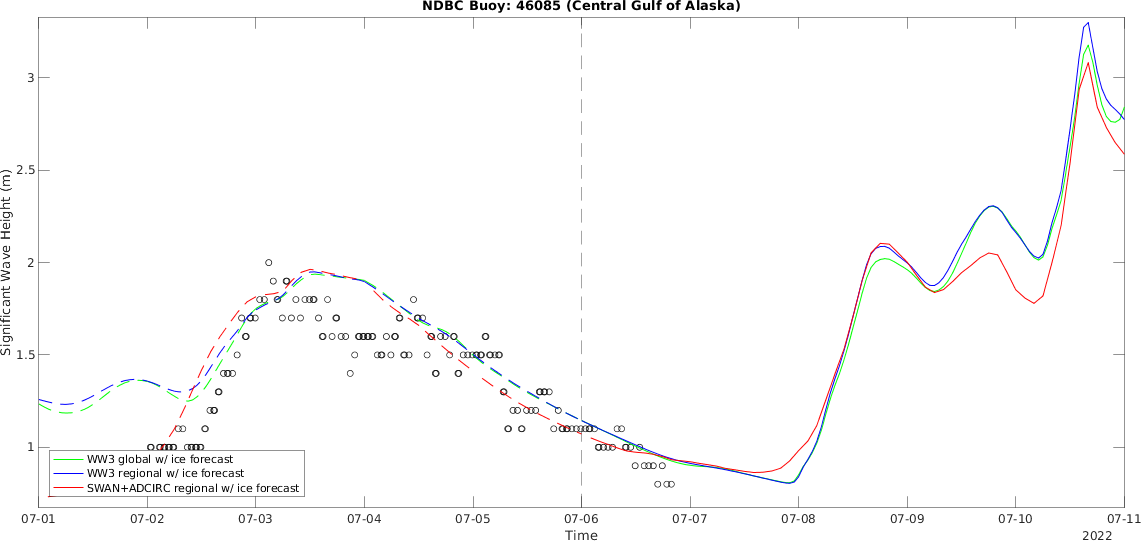 NDBC Buoy: 46085 (Central Gulf of Alaska)
3
2.5
2
1.5
1
Significant Wave Height (m)
WW3 global w/ ice forecast
WW3 regional w/ ice forecast
SWAN+ADCIRC regional w/ ice forecast
07-01 07-02 07-03 07-04 07-05 07-06 07-07 07-08 07-09 07-10 07-11
Time
2022